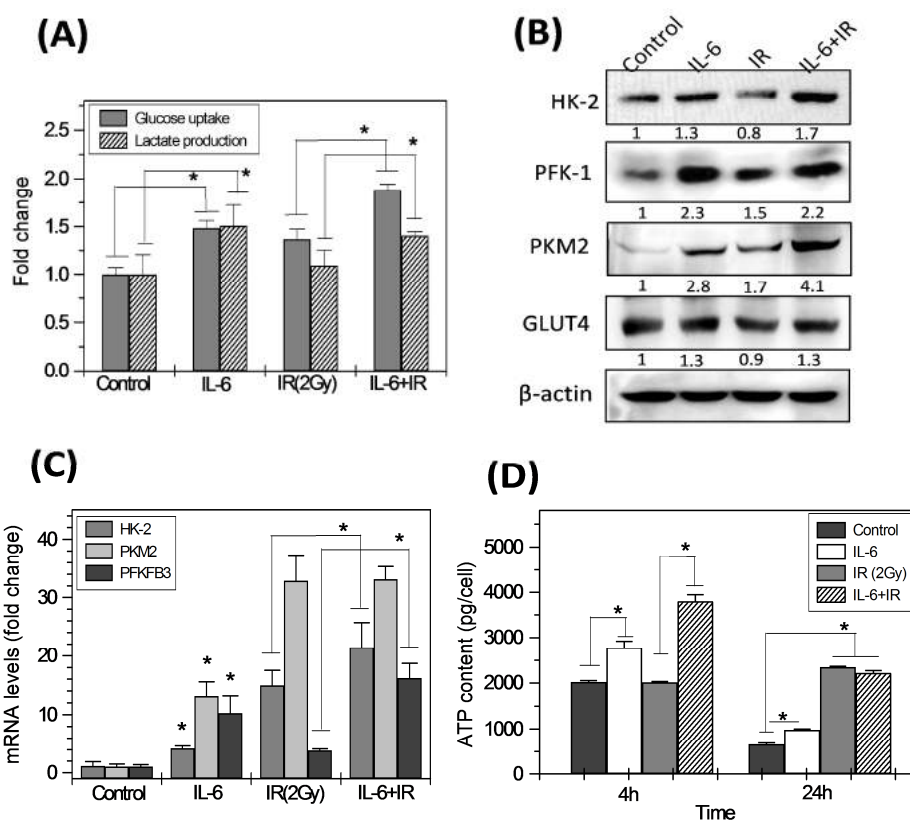 (A)
Fold change
2.5
2.0
1.5
1.0
0.5
0.0
Glucose uptake
Lactate production
*
*
*
*
Control
IL-6
IR(2Gy)
IL-6+IR
(B)
Control
IL-6
IR
IL-6+IR
HK-2
1 1.3 0.8 1.7
PFK-1
1 2.3 1.5 2.2
PKM2
1 2.8 1.7 4.1
GLUT4
1 1.3 0.9 1.3
β-actin
(C)
mRNA levels (fold change)
40
30
20
10
0
HK-2
PKM2
PFKFB3
*
*
*
*
*
Control
IL-6
IR(2Gy)
IL-6+IR
(D)
ATP content (pg/cell)
5000
4000
3000
2000
1000
0
Control
IL-6
IR (2Gy)
IL-6+IR
*
*
*
*
4h
24h
Time